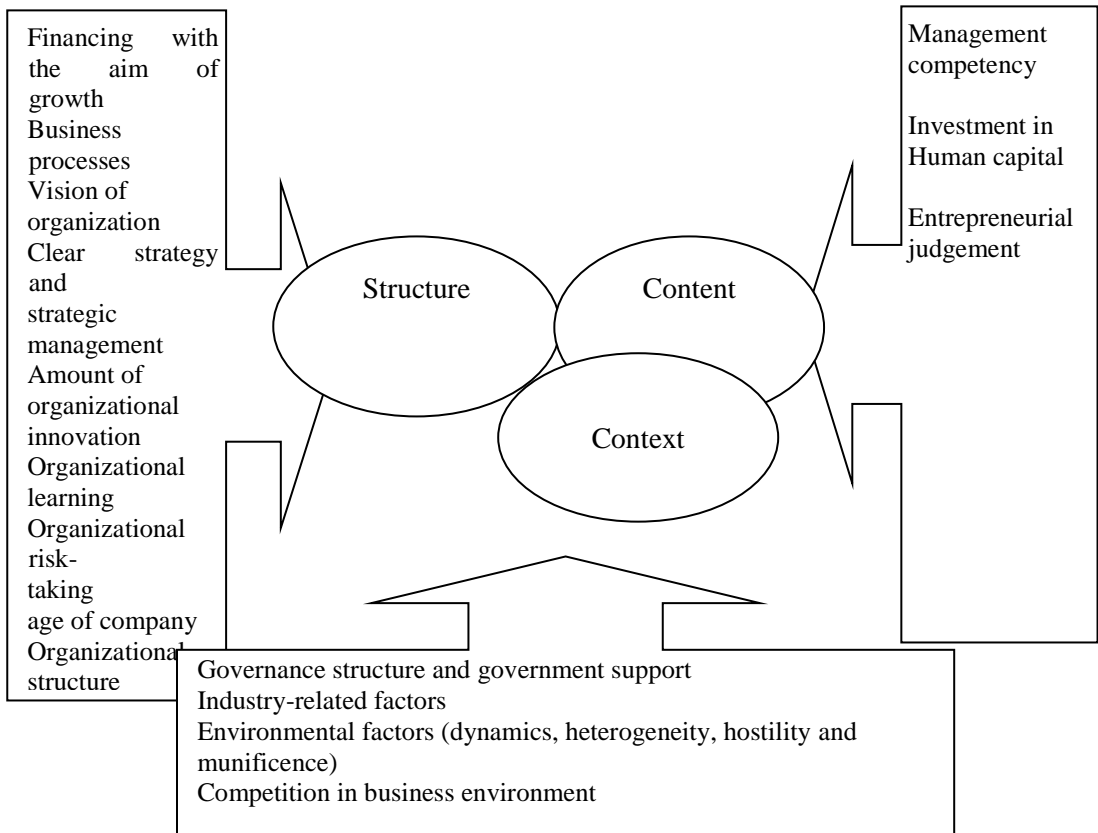 Financing with
the aim of
growth
Business
processes
Vision of
organization
Clear strategy
and
strategic
management
Amount of
organizational
innovation
Organizational
learning
Organizational
risk-
taking
age of company
Organizational
structure
Structure
Content
Context
Management
competency
Investment in
Human capital
Entrepreneurial
judgement
Governance structure and government support
Industry-related factors
Environmental factors (dynamics, heterogeneity, hostility and
munificence)
Competition in business environment